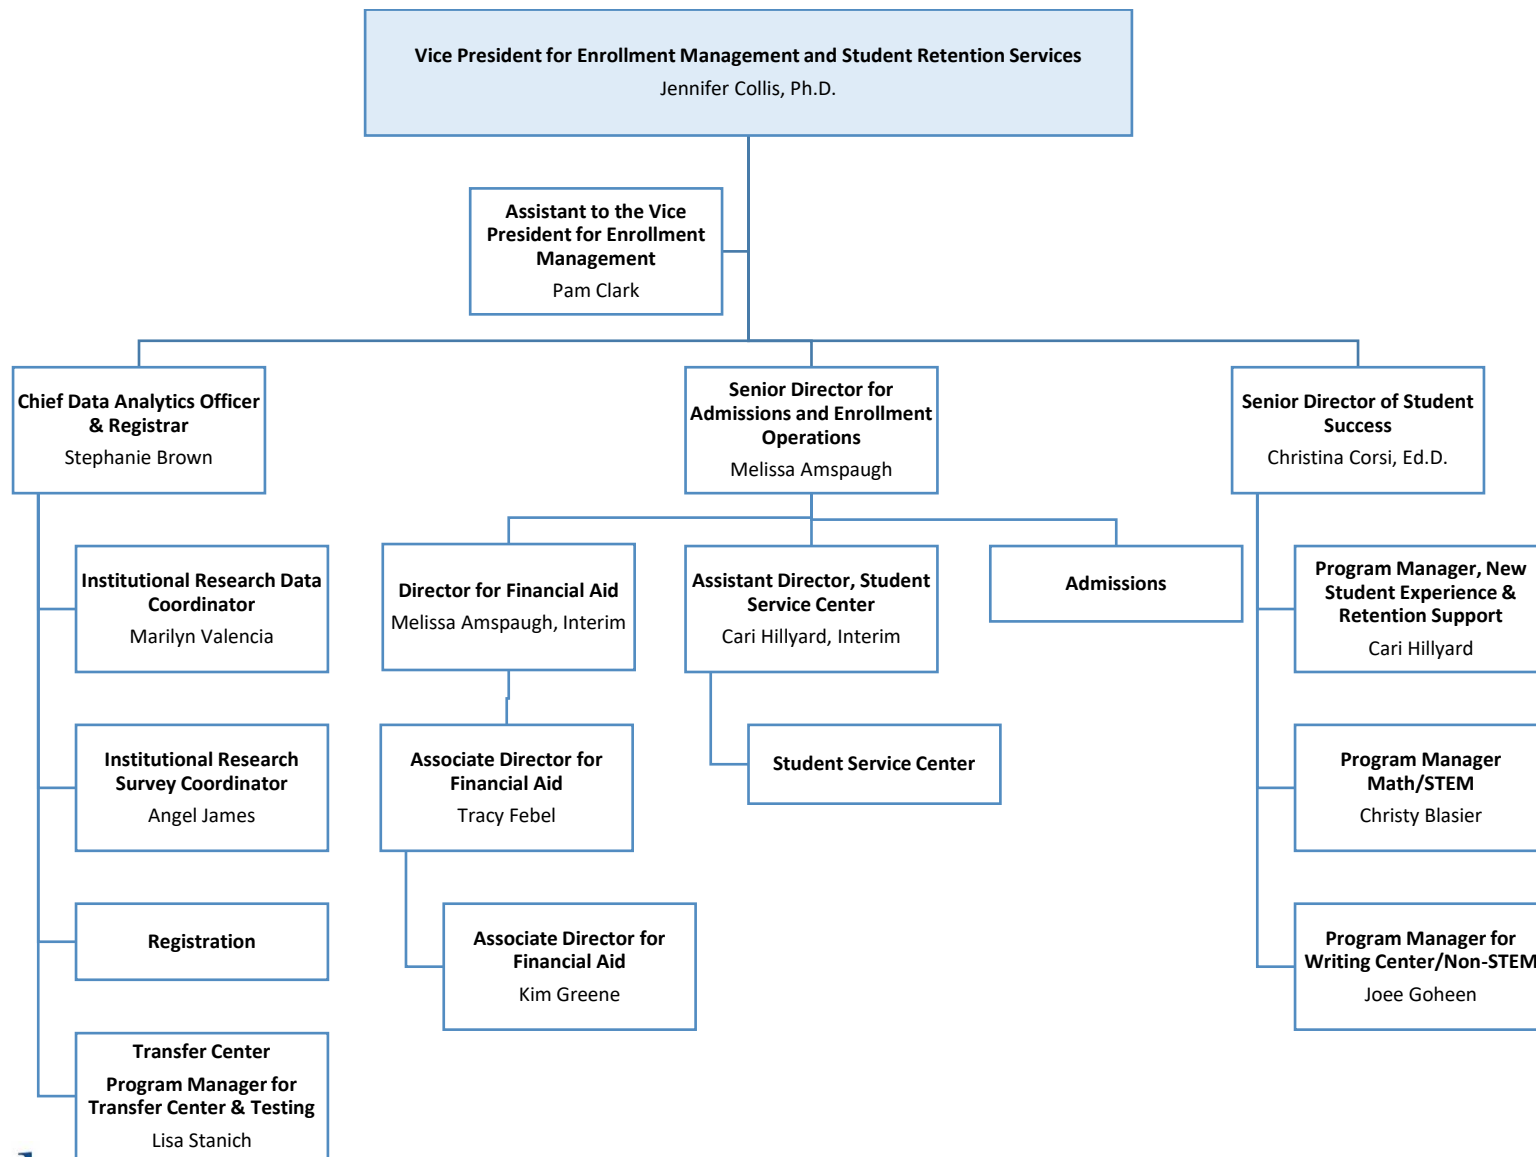 Vice President for Enrollment Management and Student Retention Services
Jennifer Collis, Ph.D.
Assistant to the Vice
President for Enrollment
Management
Pam Clark
Chief Data Analytics Officer
& Registrar
Stephanie Brown
Senior Director for
Admissions and Enrollment
Operations
Melissa Amspaugh
Senior Director of Student
Success
Christina Corsi, Ed.D.
Institutional Research Data
Coordinator
Marilyn Valencia
Director for Financial Aid
Melissa Amspaugh, Interim
Assistant Director, Student
Service Center
Cari Hillyard, Interim
Admissions
Program Manager, New
Student Experience &
Retention Support
Cari Hillyard
Institutional Research
Survey Coordinator
Angel James
Associate Director for
Financial Aid
Tracy Febel
Student Service Center
Program Manager
Math/STEM
Christy Blasier
Registration
Associate Director for
Financial Aid
Kim Greene
Program Manager for
Writing Center/Non-STEM
Joee Goheen
Transfer Center
Program Manager for
Transfer Center & Testing
Lisa Stanich